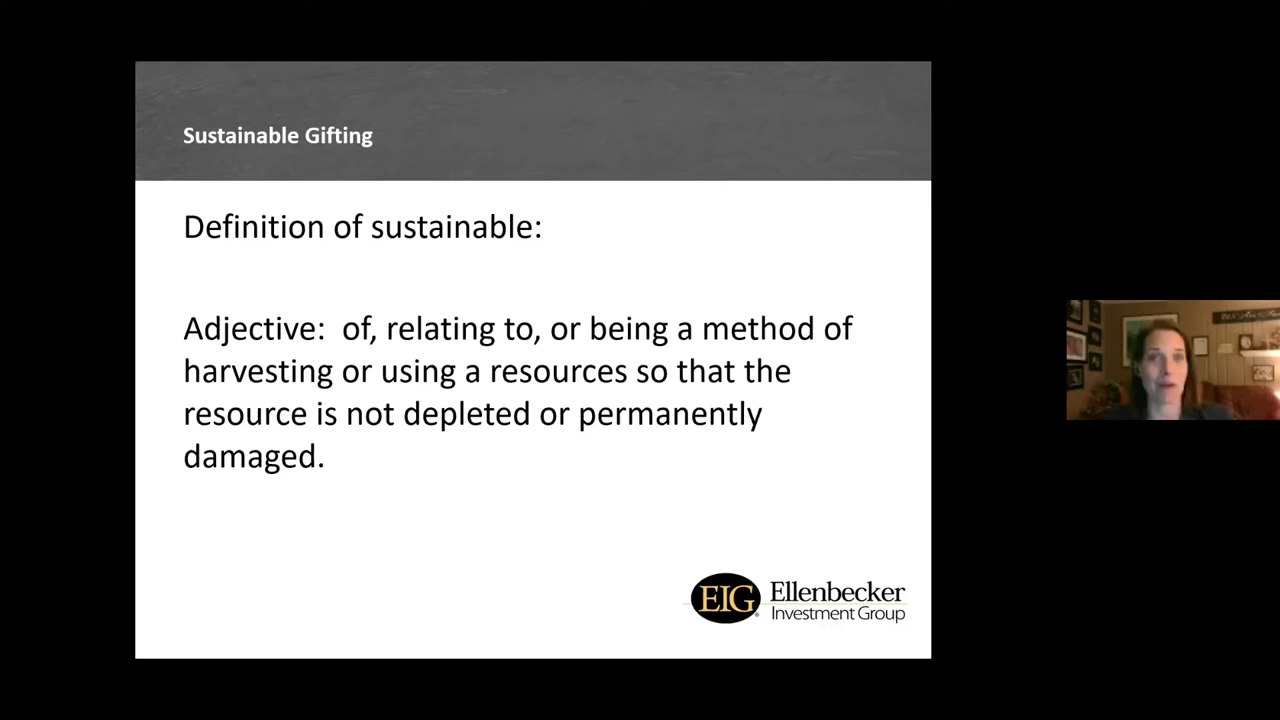 Sustainable Gifting
Definition of sustainable:
Adjective:  of, relating to, or being a method of
harvesting or using a resources so that the
resource is not depleted or permanently
damaged.
EIG
Ellenbecker
Investment Group